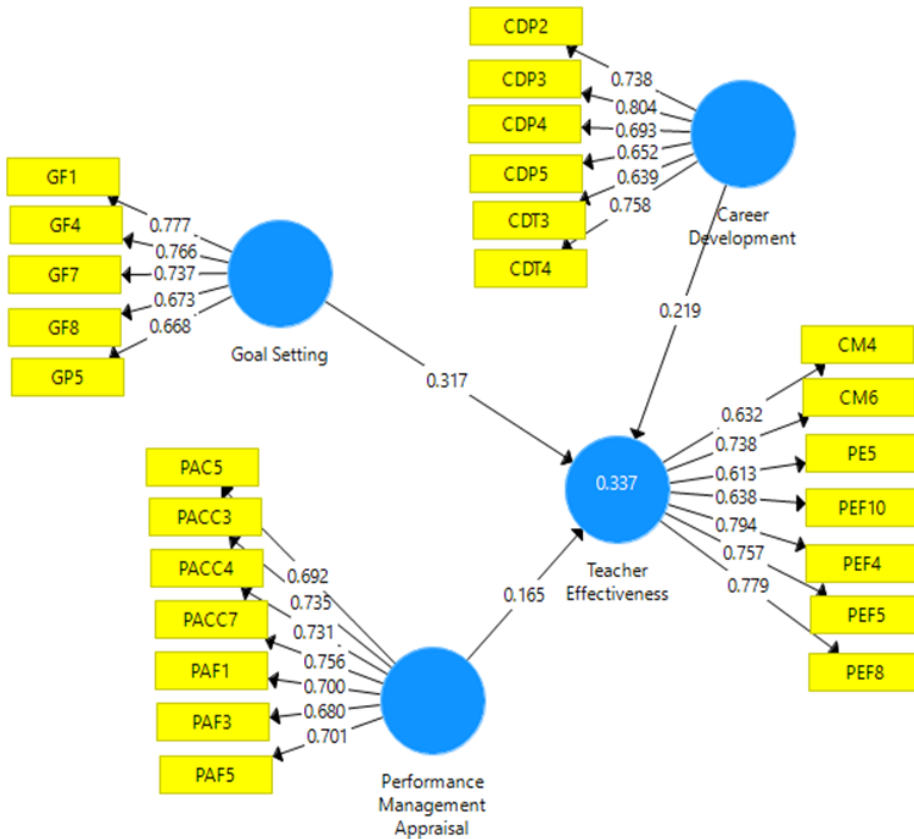 CDP2
CDP3
CDP4
CDP5
CDT3
CDT4
0.738
0.804
0.693
0.652
0.639
0.758
Career
Development
0.219
GF1
GF4
GF7
GF8
GP5
0.777
0.766
0.737
0.673
0.668
Goal Setting
0.317
CM4
CM6
PE5
PEF10
PEF4
PEF5
PEF8
0.632
0.738
0.613
0.638
0.794
0.757
0.779
0.337
Teacher
Effectiveness
0.165
PAC5
PACC3
PACC4
PACC7
PAF1
PAF3
PAF5
0.692
0.735
0.731
0.756
0.700
0.680
0.701
Performance
Management
Appraisal